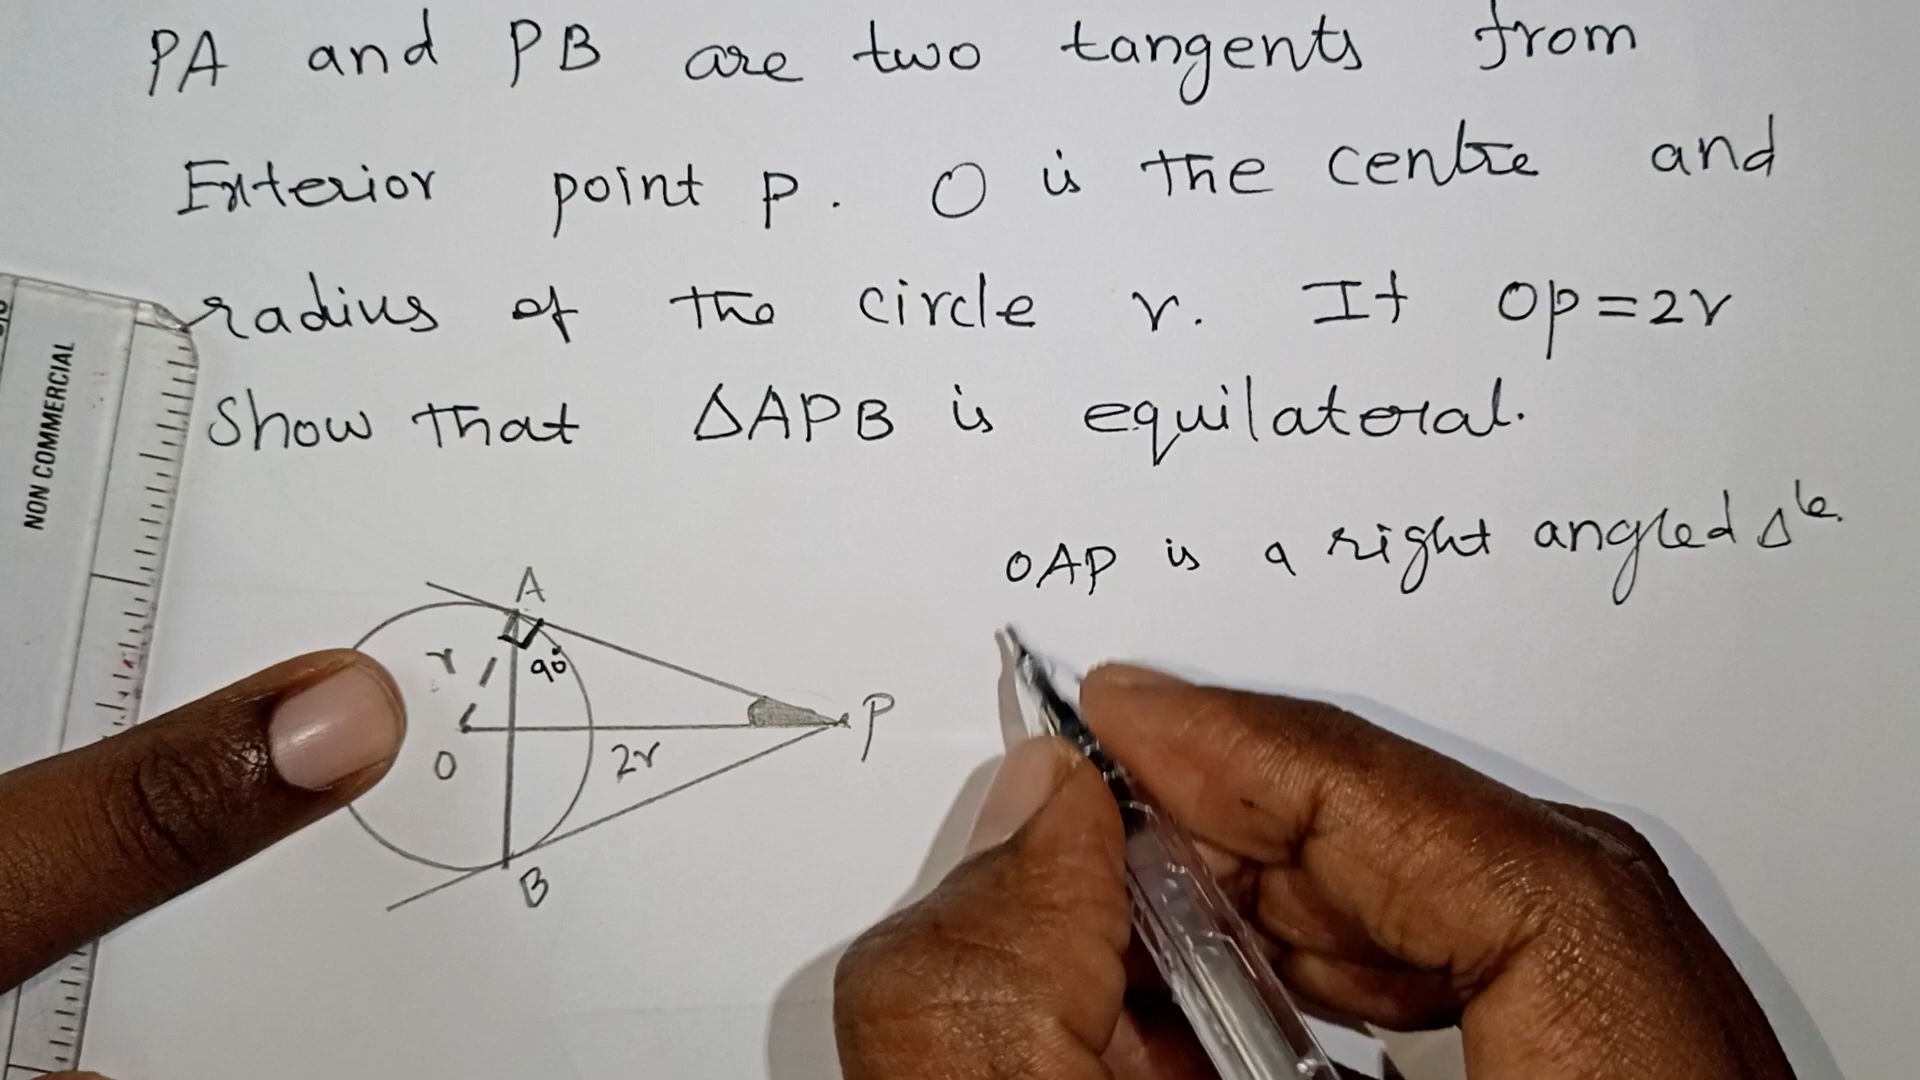 PA and PB are two tangents from
Exterior point P. O is the centre and
radius of the circle r. If OP=2r
Show that ΔAPB is equilateral.
OAP is a right angled Δle.
A
r
90°
P
O
2r
B
NON COMMERCIAL